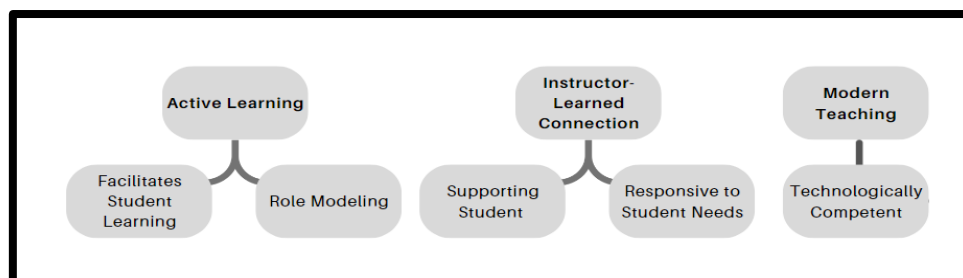 Active Learning
Facilitates
Student
Learning
Role Modeling
Instructor-
Learned
Connection
Supporting
Student
Responsive to
Student Needs
Modern
Teaching
Technologically
Competent